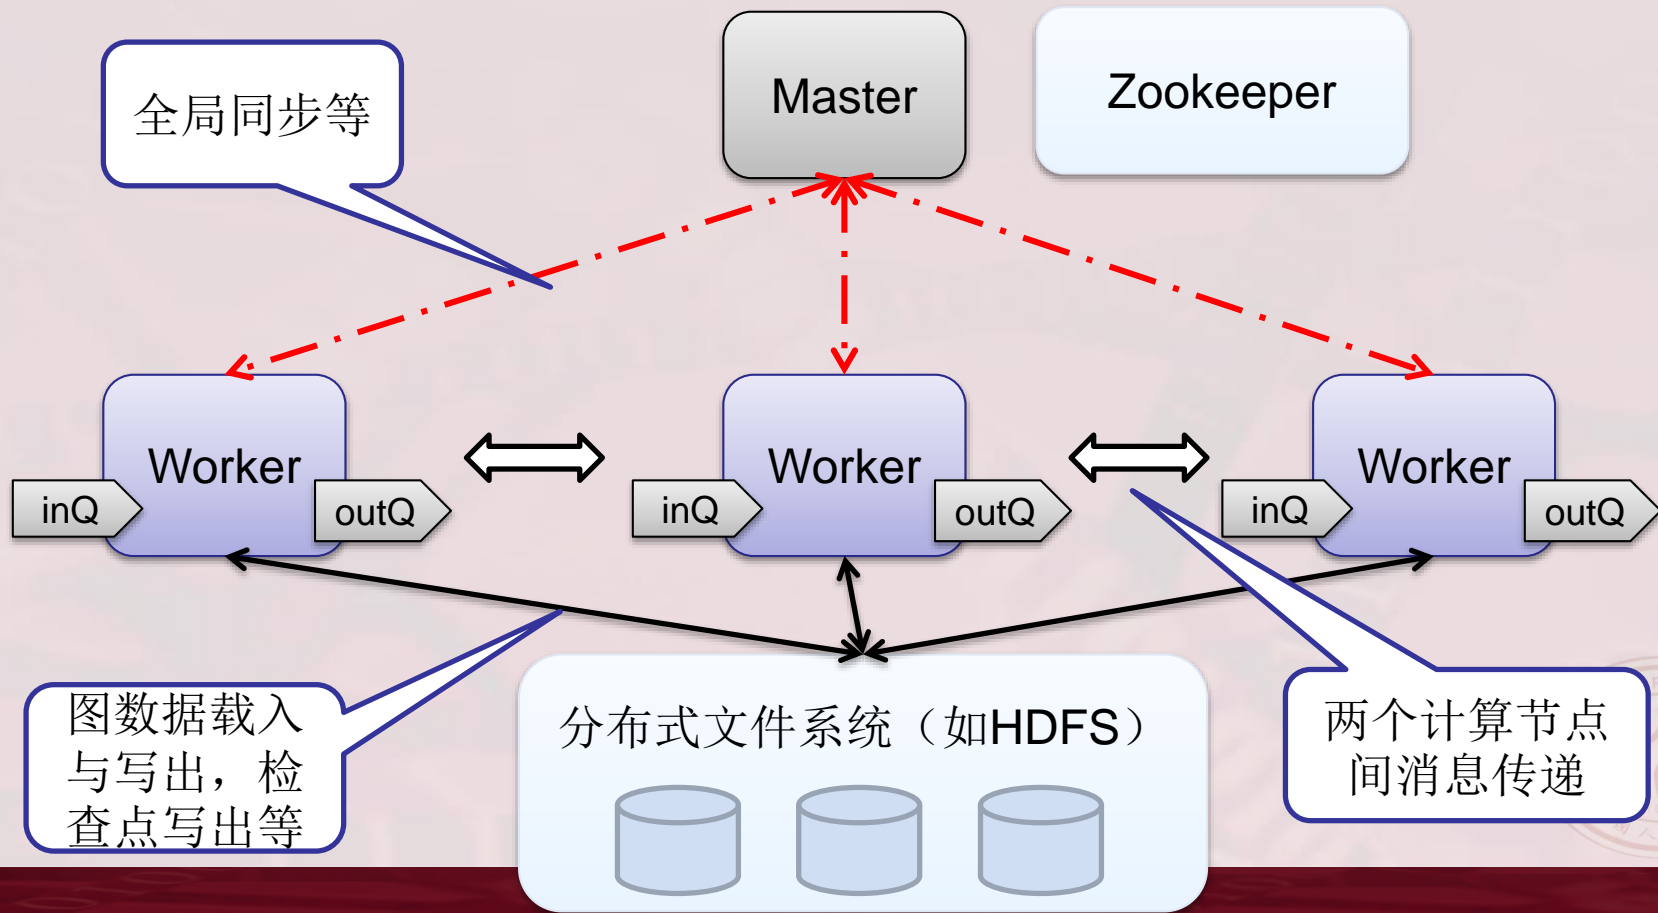 全局同步等
Master
Zookeeper
Worker
inQ
outQ
Worker
inQ
outQ
Worker
inQ
outQ
图数据载入
与写出，检
查点写出等
分布式文件系统（如HDFS）
两个计算节点
间消息传递